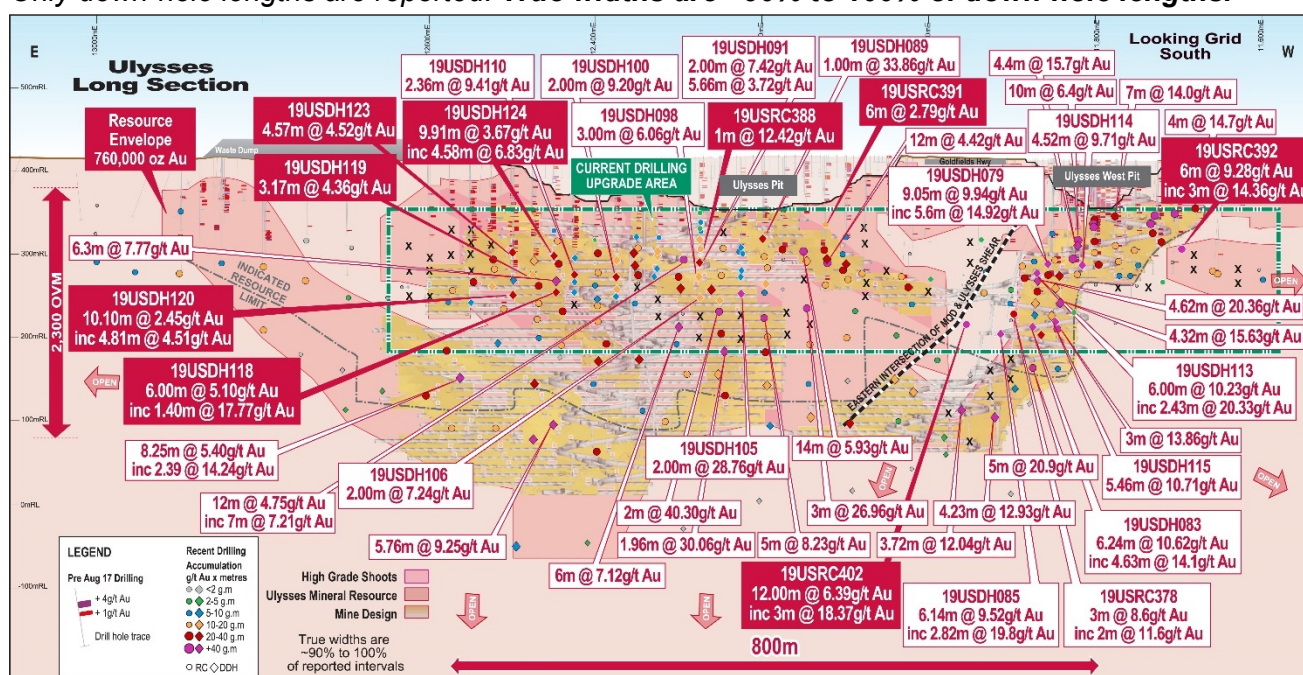 E
13000mE
12600mE
12,400mE
11,800mE
11,600mE
Looking Grid
South
W
Ulysses
Long Section
500mRL
400mRL
300mRL
200mRL
100mRL
0mRL
-100mRL
2,300 OVM
Resource
Envelope
760,000 oz Au
Waste Dump
19USDH123
4.57m @ 4.52g/t Au
19USDH119
3.17m @ 4.36g/t Au
19USDH110
2.36m @ 9.41g/t Au
19USDH124
9.91m @ 3.67g/t Au
inc 4.58m @ 6.83g/t Au
19USDH100
2.00m @ 9.20g/t Au
19USDH098
3.00m @ 6.06g/t Au
CURRENT DRILLING
UPGRADE AREA
19USDH091
2.00m @ 7.42g/t Au
5.66m @ 3.72g/t Au
19USRC388
1m @ 12.42g/t Au
Ulysses Pit
19USDH089
1.00m @ 33.86g/t Au
19USRC391
6m @ 2.79g/t Au
12m @ 4.42g/t Au
Goldfields Hwy
19USDH079
9.05m @ 9.94g/t Au
inc 5.6m @ 14.92g/t Au
4.4m @ 15.7g/t Au
10m @ 6.4g/t Au
7m @ 14.0g/t Au
19USDH114
4.52m @ 9.71g/t Au
Ulysses West Pit
4m @ 14.7g/t Au
19USRC392
6m @ 9.28g/t Au
inc 3m @ 14.36g/t Au
6.3m @ 7.77g/t Au
INDICATED
RESOURCE
LIMIT
19USDH120
10.10m @ 2.45g/t Au
inc 4.81m @ 4.51g/t Au
19USDH118
6.00m @ 5.10g/t Au
inc 1.40m @ 17.77g/t Au
EASTERN INTERSECTION OF MOD & ULYSSES SHEAR
OPEN
4.62m @ 20.36g/t Au
4.32m @ 15.63g/t Au
19USDH113
6.00m @ 10.23g/t Au
inc 2.43m @ 20.33g/t Au
OPEN
8.25m @ 5.40g/t Au
inc 2.39 @ 14.24g/t Au
12m @ 4.75g/t Au
inc 7m @ 7.21g/t Au
19USDH106
2.00m @ 7.24g/t Au
19USDH105
2.00m @ 28.76g/t Au
14m @ 5.93g/t Au
3m @ 13.86g/t Au
19USDH115
5.46m @ 10.71g/t Au
OPEN
OPEN
5m @ 20.9g/t Au
2m @ 40.30g/t Au
3m @ 26.96g/t Au
4.23m @ 12.93g/t Au
5.76m @ 9.25g/t Au
1.96m @ 30.06g/t Au
5m @ 8.23g/t Au
3.72m @ 12.04g/t Au
19USDH083
6.24m @ 10.62g/t Au
inc 4.63m @ 14.1g/t Au
6m @ 7.12g/t Au
19USRC402
12.00m @ 6.39g/t Au
inc 3m @ 18.37g/t Au
19USDH085
6.14m @ 9.52g/t Au
inc 2.82m @ 19.8g/t Au
19USRC378
3m @ 8.6g/t Au
inc 2m @ 11.6g/t Au
OPEN
OPEN
800m
LEGEND
Pre Aug 17 Drilling
+ 4g/t Au
+ 1g/t Au
Drill hole trace
Recent Drilling
Accumulation
g/t Au x metres
<2 g.m
2-5 g.m
5-10 g.m
10-20 g.m
20-40 g.m
+40 g.m
RC
DDH
High Grade Shoots
Ulysses Mineral Resource
Mine Design
True widths are
~90% to 100%
of reported intervals